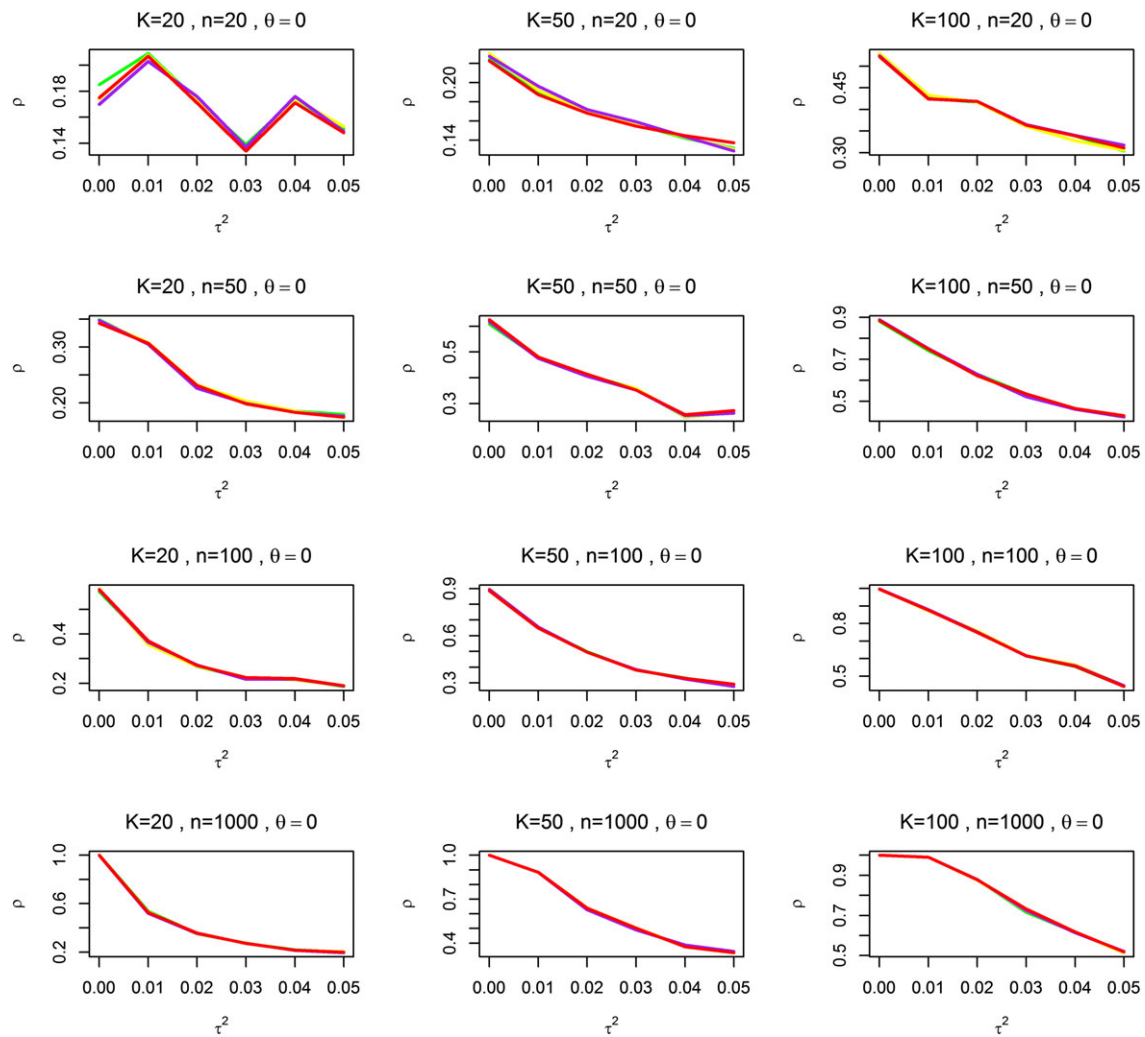 K=20 , n=20 , θ = 0
ρ
0.14 0.18
0.00 0.01 0.02 0.03 0.04 0.05
τ²
K=50 , n=20 , θ = 0
ρ
0.14 0.20
0.00 0.01 0.02 0.03 0.04 0.05
τ²
K=100 , n=20 , θ = 0
ρ
0.30 0.45
0.00 0.01 0.02 0.03 0.04 0.05
τ²
K=20 , n=50 , θ = 0
ρ
0.20 0.30
0.00 0.01 0.02 0.03 0.04 0.05
τ²
K=50 , n=50 , θ = 0
ρ
0.3 0.5
0.00 0.01 0.02 0.03 0.04 0.05
τ²
K=100 , n=50 , θ = 0
ρ
0.5 0.7 0.9
0.00 0.01 0.02 0.03 0.04 0.05
τ²
K=20 , n=100 , θ = 0
ρ
0.2 0.4
0.00 0.01 0.02 0.03 0.04 0.05
τ²
K=50 , n=100 , θ = 0
ρ
0.3 0.6 0.9
0.00 0.01 0.02 0.03 0.04 0.05
τ²
K=100 , n=100 , θ = 0
ρ
0.5 0.8
0.00 0.01 0.02 0.03 0.04 0.05
τ²
K=20 , n=1000 , θ = 0
ρ
0.2 0.6 1.0
0.00 0.01 0.02 0.03 0.04 0.05
τ²
K=50 , n=1000 , θ = 0
ρ
0.4 0.7 1.0
0.00 0.01 0.02 0.03 0.04 0.05
τ²
K=100 , n=1000 , θ = 0
ρ
0.5 0.7 0.9
0.00 0.01 0.02 0.03 0.04 0.05
τ²